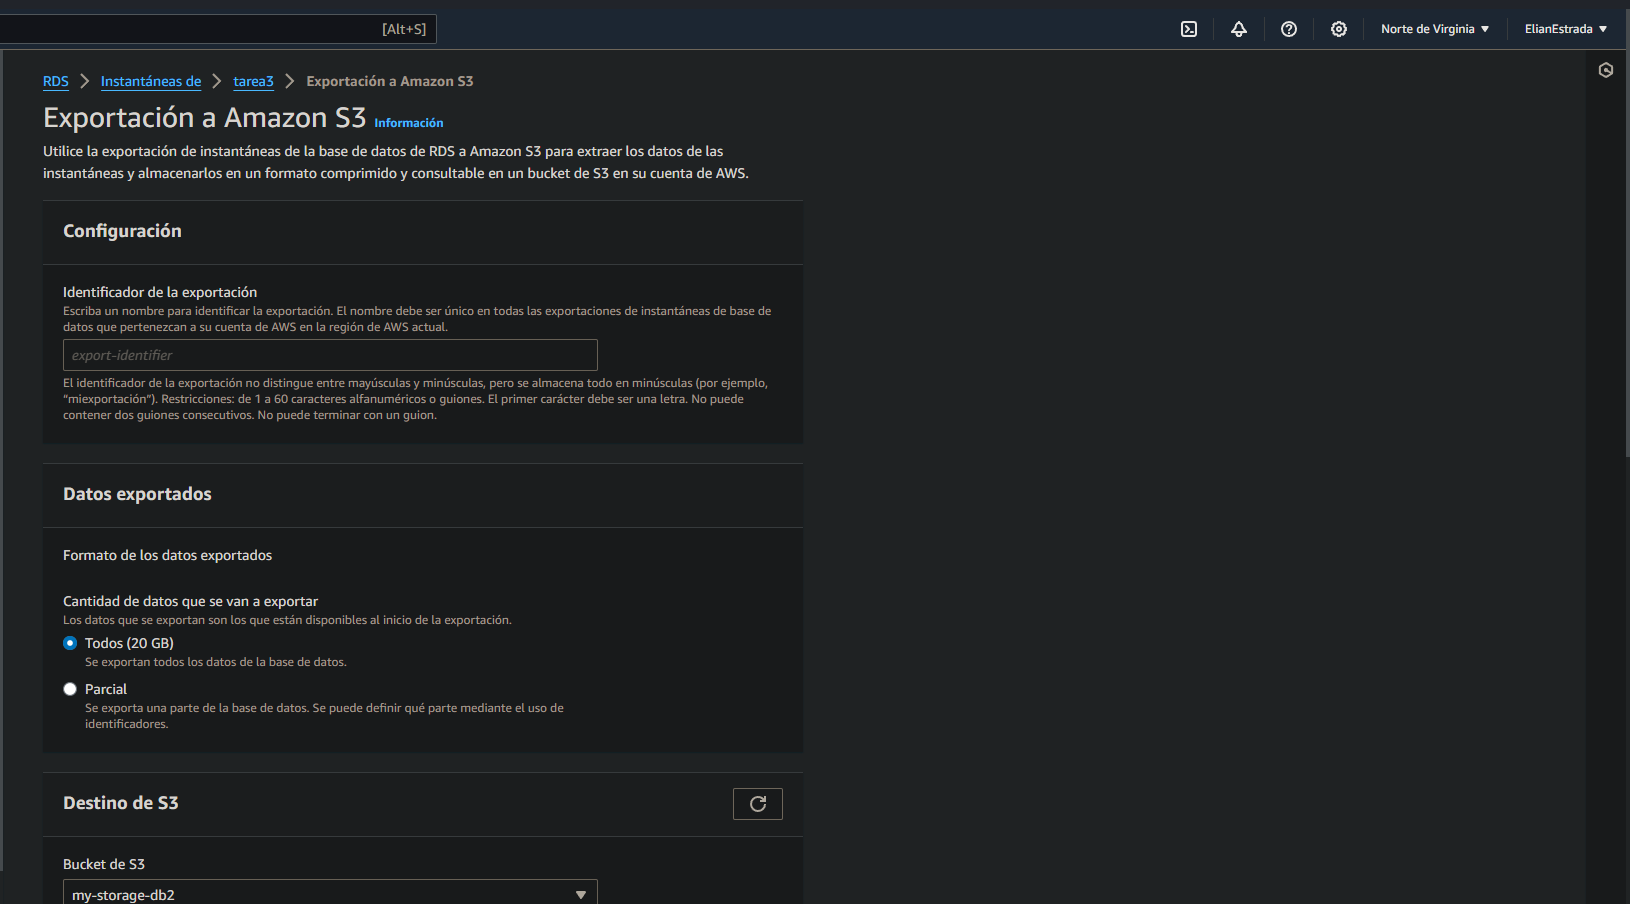 [Alt+S]
Norte de Virginia
ElianEstrada
RDS
Instantáneas de
tarea3
Exportación a Amazon S3
Exportación a Amazon S3 Información
Utilice la exportación de instantáneas de la base de datos de RDS a Amazon S3 para extraer los datos de las
instantáneas y almacenarlos en un formato comprimido y consultable en un bucket de S3 en su cuenta de AWS.
Configuración
Identificador de la exportación
Escriba un nombre para identificar la exportación. El nombre debe ser único en todas las exportaciones de instantáneas de base de
datos que pertenezcan a su cuenta de AWS en la región de AWS actual.
export-identifier
El identificador de la exportación no distingue entre mayúsculas y minúsculas, pero se almacena todo en minúsculas (por ejemplo,
“miexportación”). Restricciones: de 1 a 60 caracteres alfanuméricos o guiones. El primer carácter debe ser una letra. No puede
contener dos guiones consecutivos. No puede terminar con un guion.
Datos exportados
Formato de los datos exportados
Cantidad de datos que se van a exportar
Los datos que se exportan son los que están disponibles al inicio de la exportación.
Todos (20 GB)
Se exportan todos los datos de la base de datos.
Parcial
Se exporta una parte de la base de datos. Se puede definir qué parte mediante el uso de
identificadores.
Destino de S3
Bucket de S3
my-storage-db2